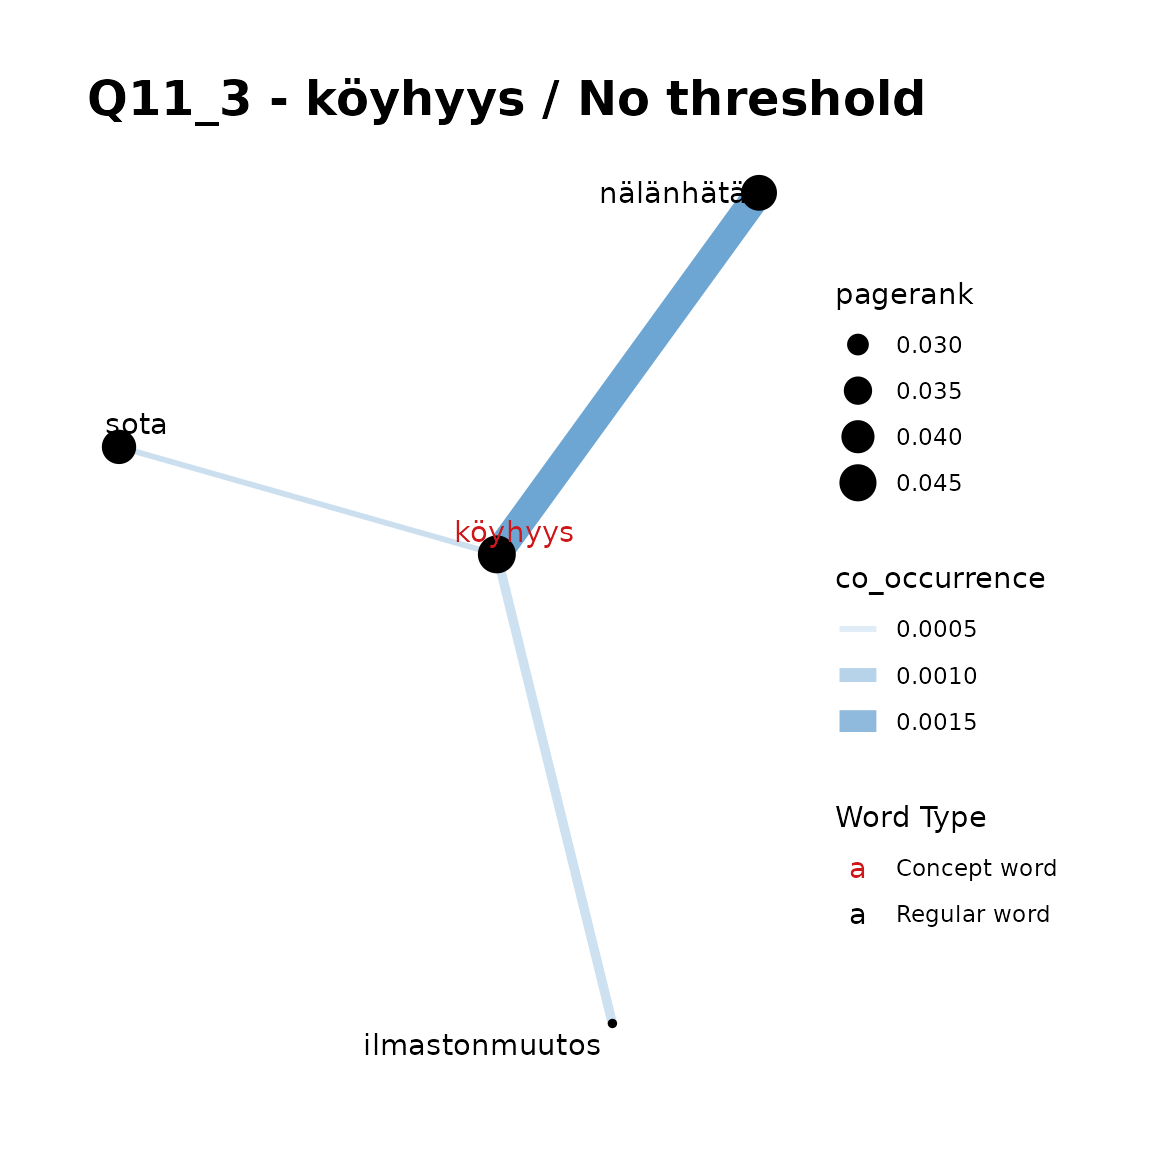 Q11_3 - köyhyys / No threshold
nälänhätä
sota
köyhyys
ilmastonmuutos
pagerank
0.030
0.035
0.040
0.045
co_occurrence
0.0005
0.0010
0.0015
Word Type
a Concept word
a Regular word